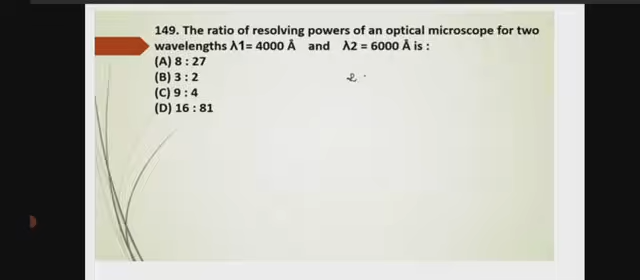 149. The ratio of resolving powers of an optical microscope for two
wavelengths λ1= 4000 Å and λ2 = 6000 Å is :
(A) 8 : 27
(B) 3 : 2
(C) 9 : 4
(D) 16 : 81